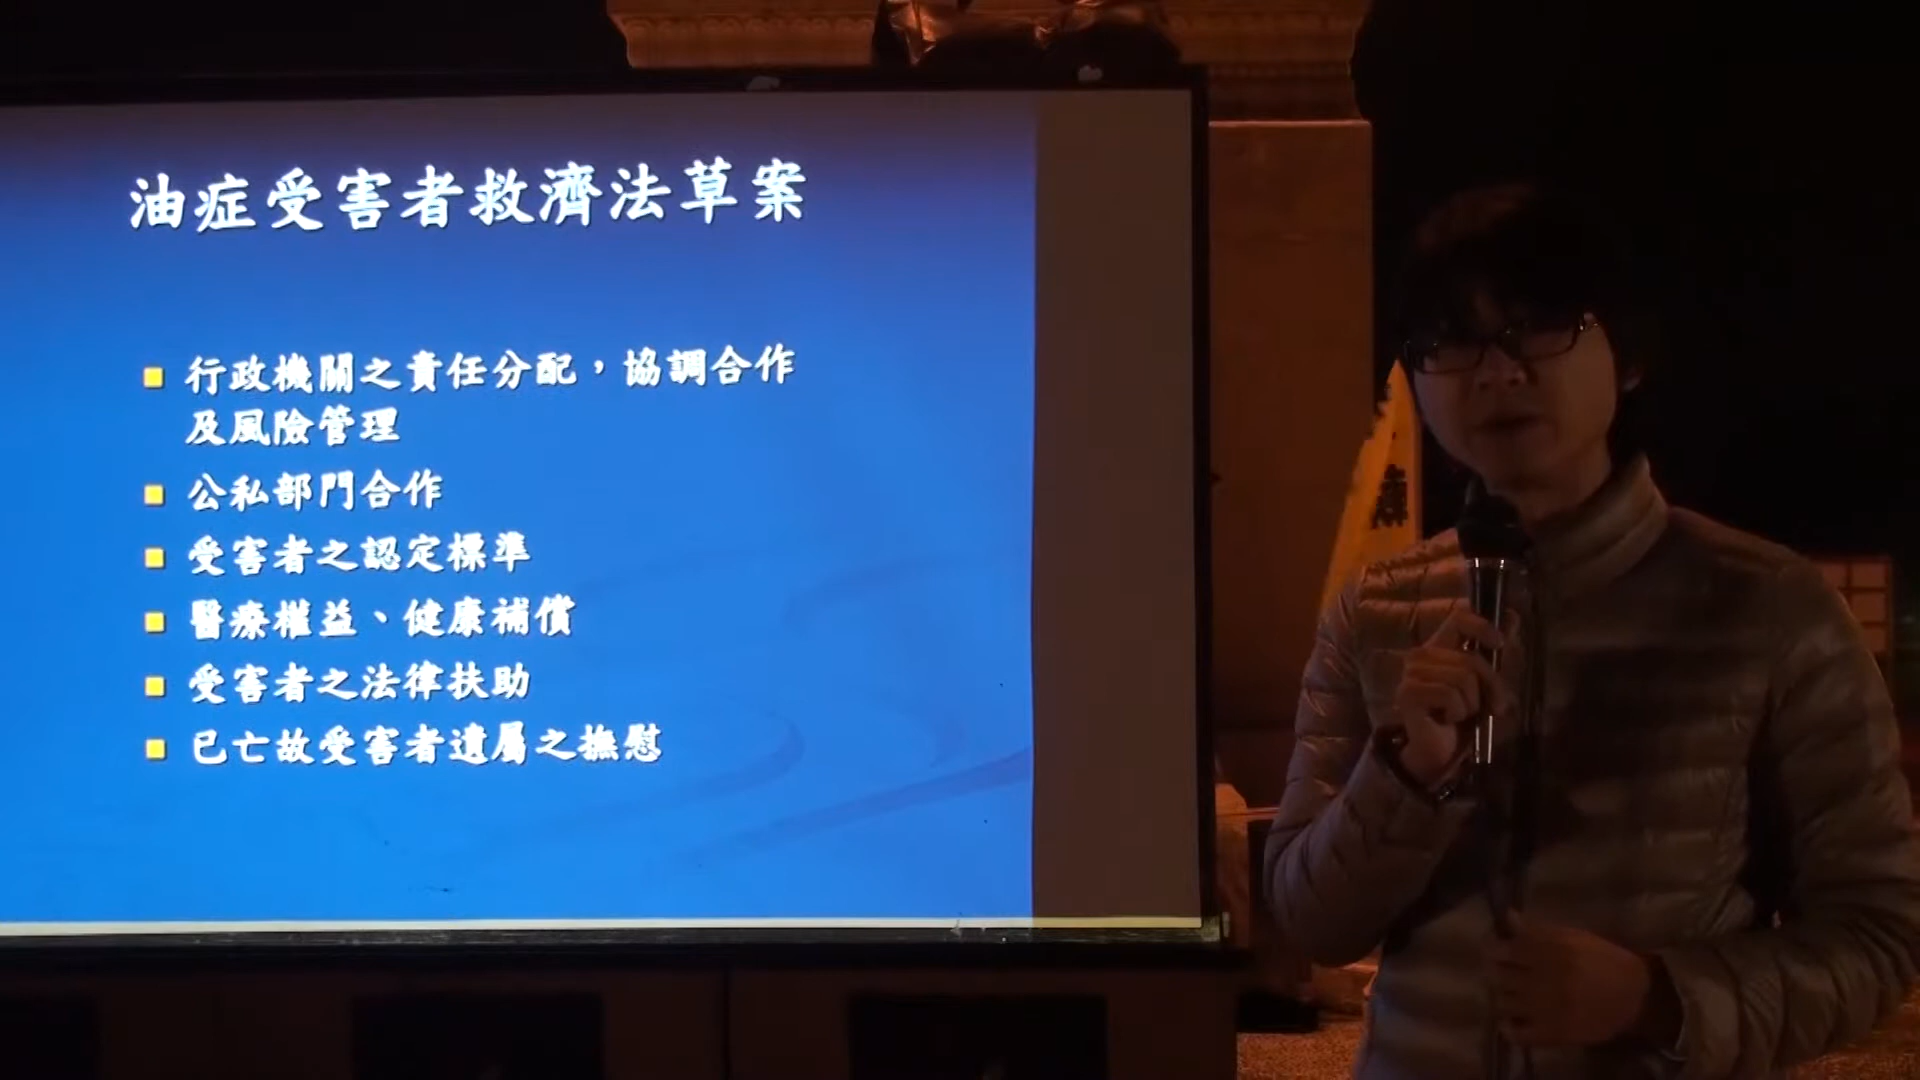 油症受害者救濟法草案
行政機關之責任分配，協調合作
及風險管理
公私部門合作
受害者之認定標準
醫療權益、健康補償
受害者之法律扶助
已亡故受害者遺屬之撫慰